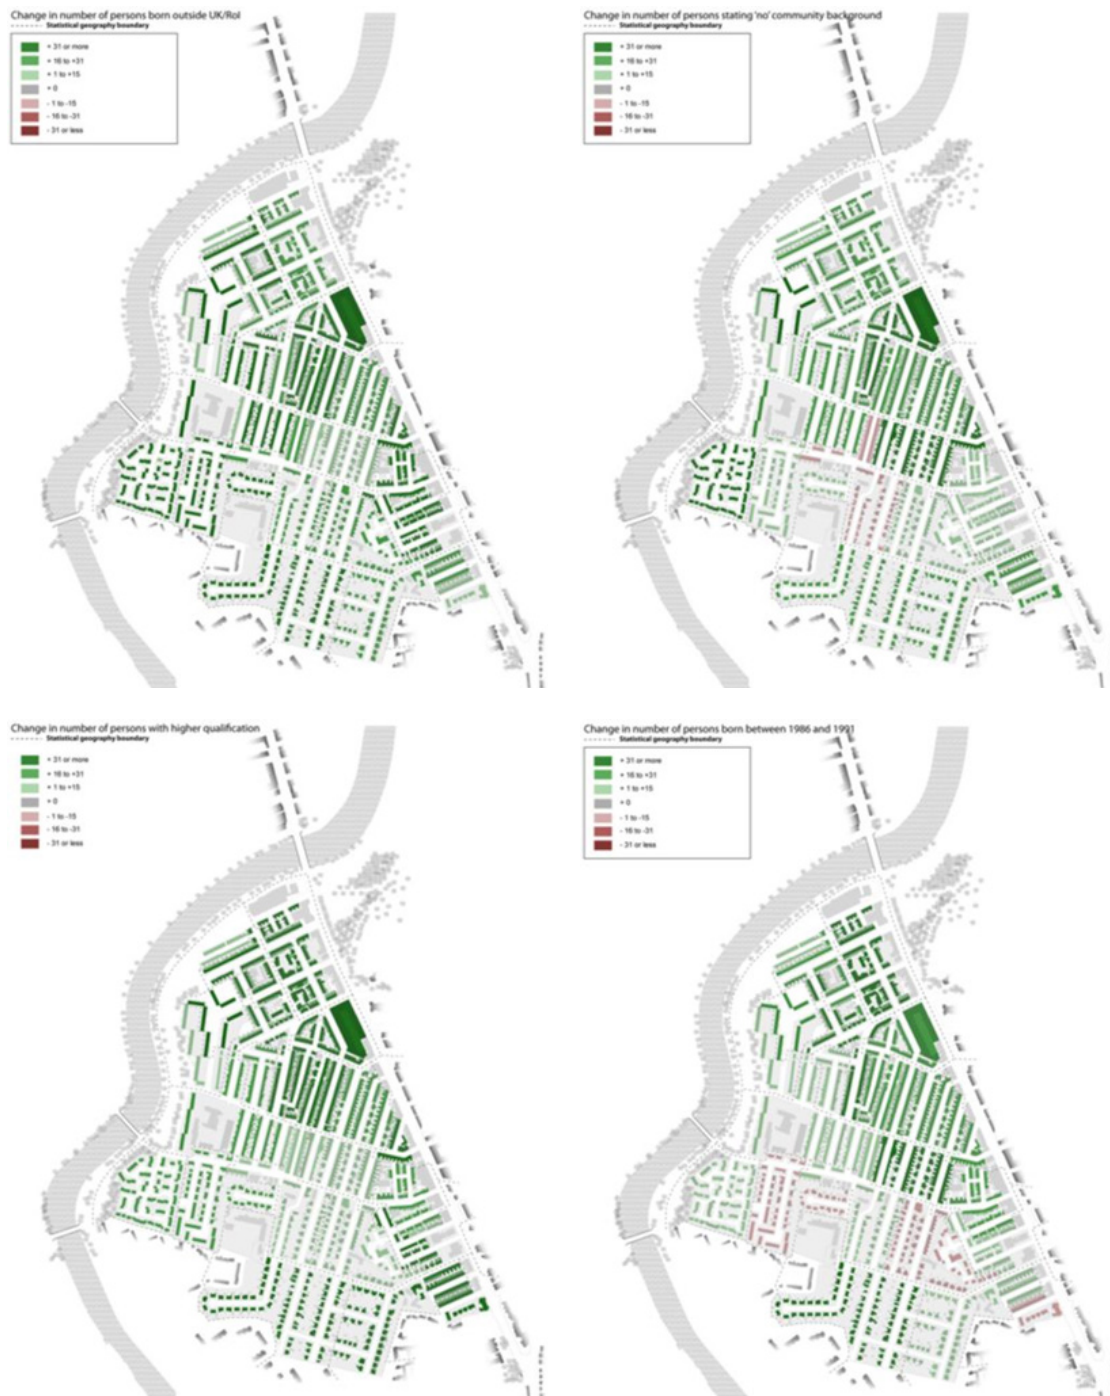 Change in number of persons born outside UK/RoI
Statistical geography boundary
+ 31 or more
+ 16 to +31
+ 1 to +15
+ 0
- 1 to -15
- 16 to -31
- 31 or less
Change in number of persons stating 'no' community background
Statistical geography boundary
+ 31 or more
+ 16 to +31
+ 1 to +15
+ 0
- 1 to -15
- 16 to -31
- 31 or less
Change in number of persons with higher qualification
Statistical geography boundary
+ 31 or more
+ 16 to +31
+ 1 to +15
+ 0
- 1 to -15
- 16 to -31
- 31 or less
Change in number of persons born between 1986 and 1991
Statistical geography boundary
+ 31 or more
+ 16 to +31
+ 1 to +15
+ 0
- 1 to -15
- 16 to -31
- 31 or less